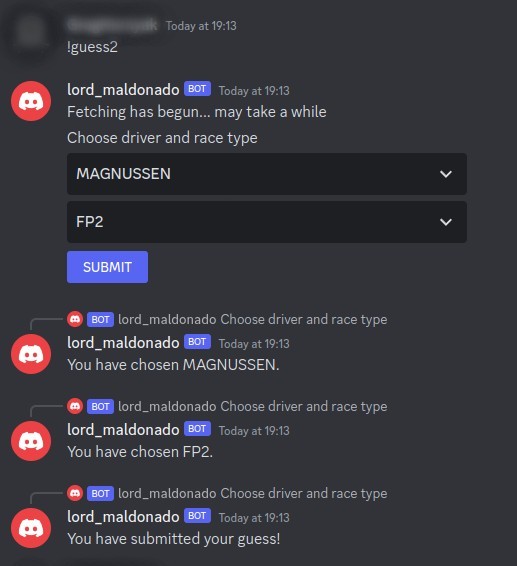 Today at 19:13
!guess2
lord_maldonado BOT Today at 19:13
Fetching has begun... may take a while
Choose driver and race type
MAGNUSSEN
FP2
SUBMIT
BOT lord_maldonado Choose driver and race type
lord_maldonado BOT Today at 19:13
You have chosen MAGNUSSEN.
BOT lord_maldonado Choose driver and race type
lord_maldonado BOT Today at 19:13
You have chosen FP2.
BOT lord_maldonado Choose driver and race type
lord_maldonado BOT Today at 19:13
You have submitted your guess!